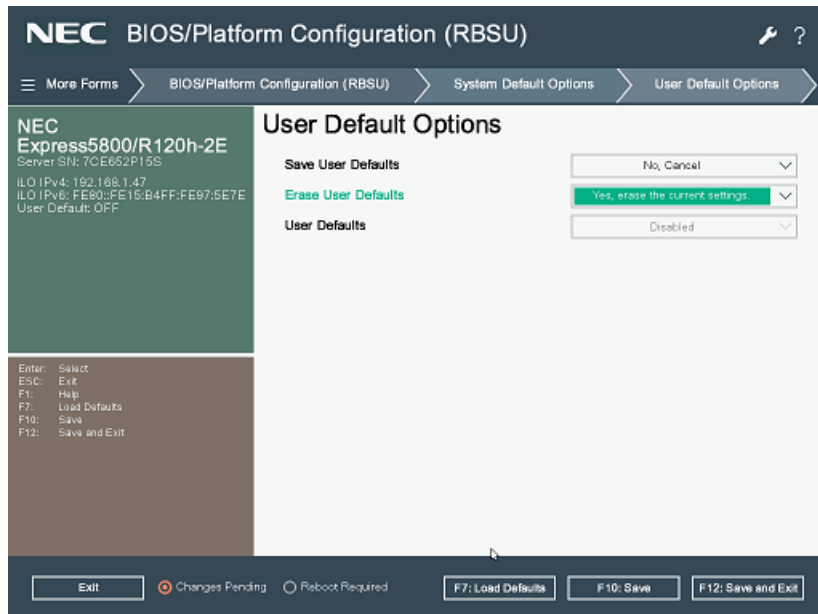 NEC BIOS/Platform Configuration (RBSU) ?
More Forms BIOS/Platform Configuration (RBSU) System Default Options User Default Options
NEC
Express5800/R120h-2E
Server SN: 7CE652P15S
iLO IPv4: 192.168.1.47
iLO IPv6: FE80::FE15:B4FF:FE97:5E7E
User Default: OFF
User Default Options
Save User Defaults No, Cancel
Erase User Defaults Yes, erase the current settings.
User Defaults Disabled
Enter: Select
ESC: Exit
F1: Help
F7: Load Defaults
F10: Save
F12: Save and Exit
Exit Changes Pending Reboot Required F7: Load Defaults F10: Save F12: Save and Exit